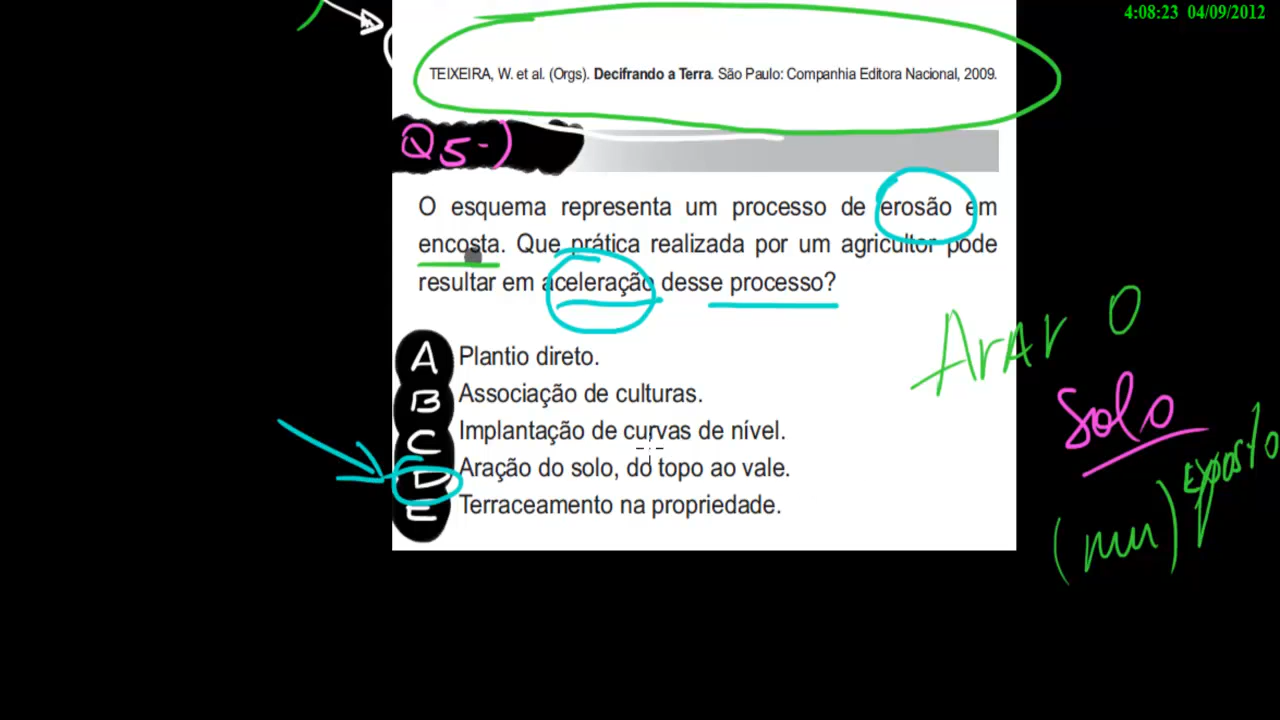 4:08:23 04/09/2012
TEIXEIRA, W. et al. (Orgs). Decifrando a Terra. São Paulo: Companhia Editora Nacional, 2009.
Q5-)
O esquema representa um processo de erosão em
encosta. Que prática realizada por um agricultor pode
resultar em aceleração desse processo?
A Plantio direto.
B Associação de culturas.
C Implantação de curvas de nível.
D Aração do solo, do topo ao vale.
E Terraceamento na propriedade.
Arar o
Solo
exposto
(nu)